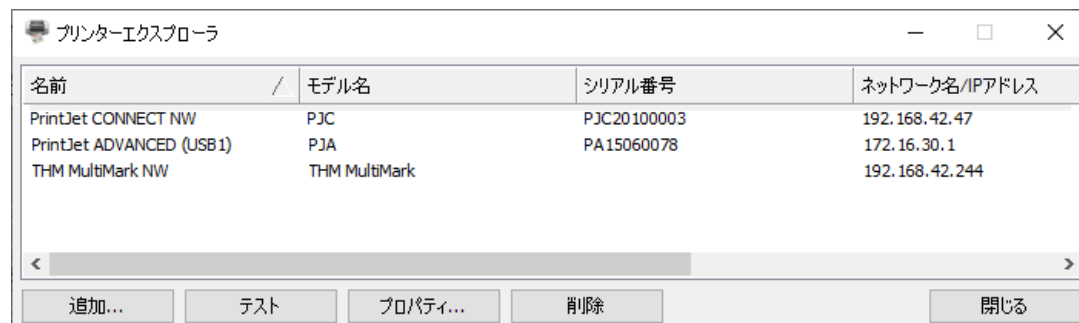 プリンターエクスプローラ
名前 モデル名 シリアル番号 ネットワーク名/IPアドレス
PrintJet CONNECT NW PJC PJC20100003 192.168.42.47
PrintJet ADVANCED (USB1) PJA PA15060078 172.16.30.1
THM MultiMark NW THM MultiMark 192.168.42.244
追加... テスト プロパティ... 削除 閉じる